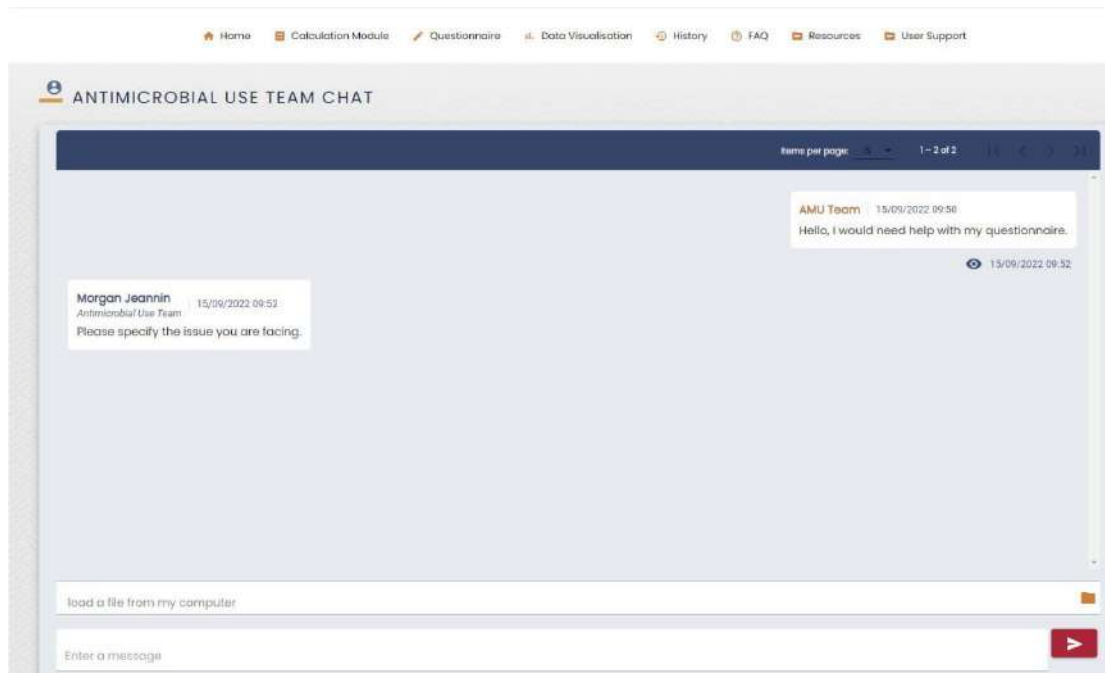 Home Calculation Module Questionnaire Data Visualisation History FAQ Resources User Support
ANTIMICROBIAL USE TEAM CHAT
Items per page: 5 1 – 2 of 2
AMU Team 15/09/2022 09:50
Hello, I would need help with my questionnaire.
15/09/2022 09:52
Morgan Jeannin 15/09/2022 09:53
Antimicrobial Use Team
Please specify the issue you are facing.
load a file from my computer
Enter a message